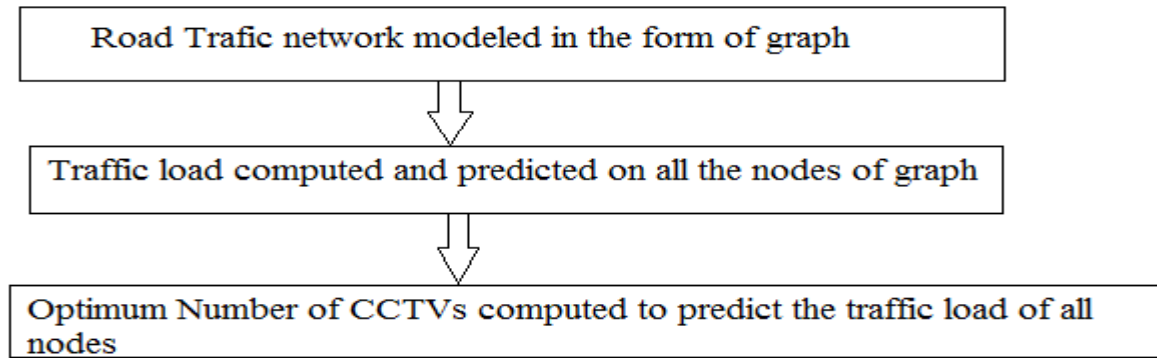 Road Trafic network modeled in the form of graph
Traffic load computed and predicted on all the nodes of graph
Optimum Number of CCTVs computed to predict the traffic load of all
nodes